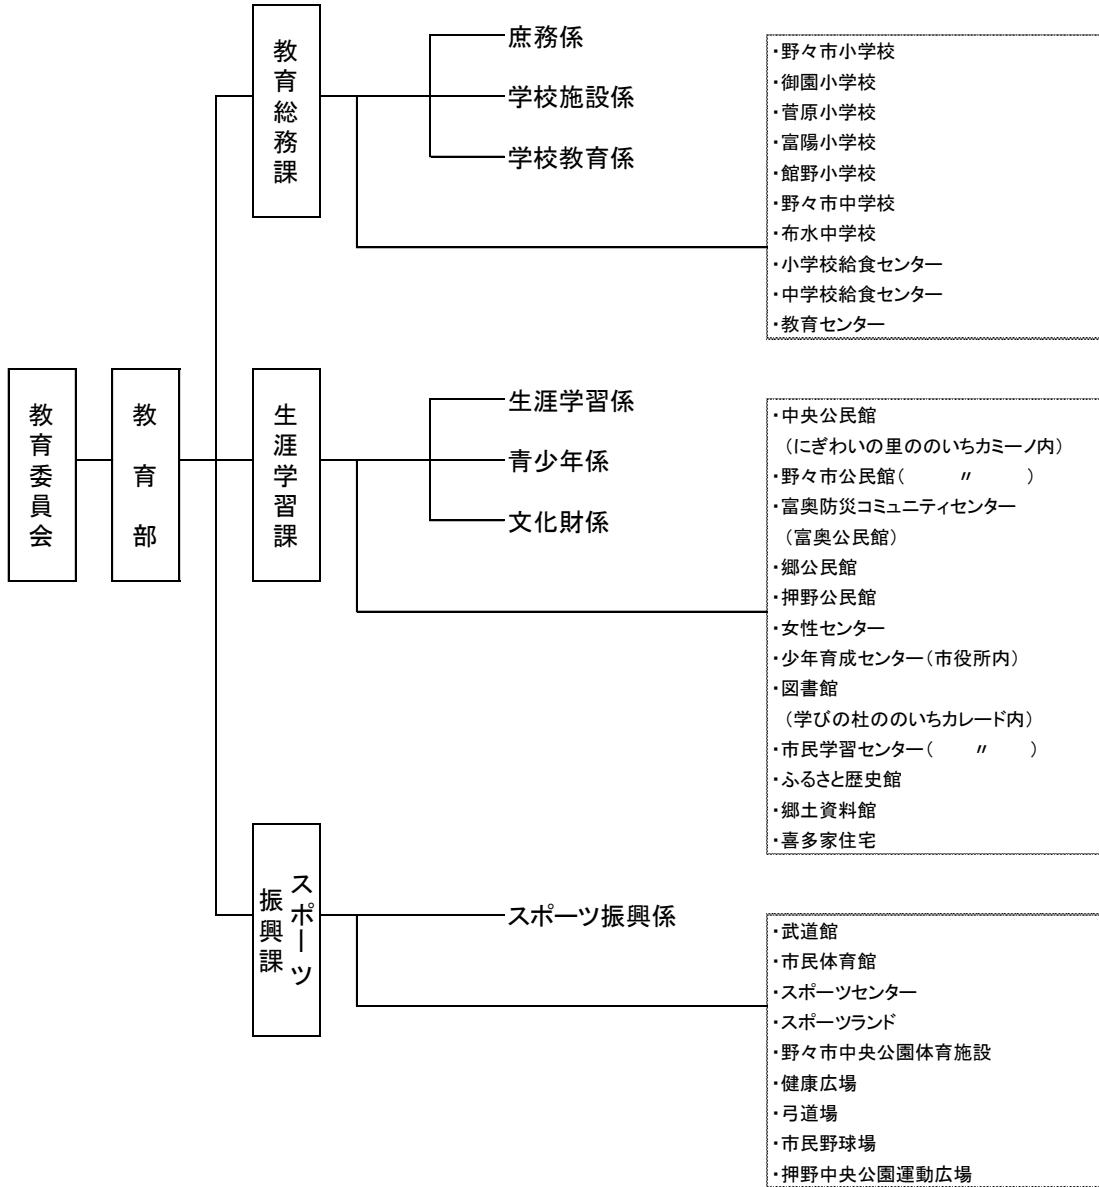 教育委員会
教育部
教育総務課
庶務係
学校施設係
学校教育係
・野々市小学校
・御園小学校
・菅原小学校
・富陽小学校
・館野小学校
・野々市中学校
・布水中学校
・小学校給食センター
・中学校給食センター
・教育センター
生涯学習課
生涯学習係
青少年係
文化財係
・中央公民館
（にぎわいの里ののいちカミーノ内）
・野々市公民館（　　〃　　）
・富奥防災コミュニティセンター
（富奥公民館）
・郷公民館
・押野公民館
・女性センター
・少年育成センター（市役所内）
・図書館
（学びの杜ののいちカレード内）
・市民学習センター（　　〃　　）
・ふるさと歴史館
・郷土資料館
・喜多家住宅
スポーツ
振興課
スポーツ振興係
・武道館
・市民体育館
・スポーツセンター
・スポーツランド
・野々市中央公園体育施設
・健康広場
・弓道場
・市民野球場
・押野中央公園運動広場